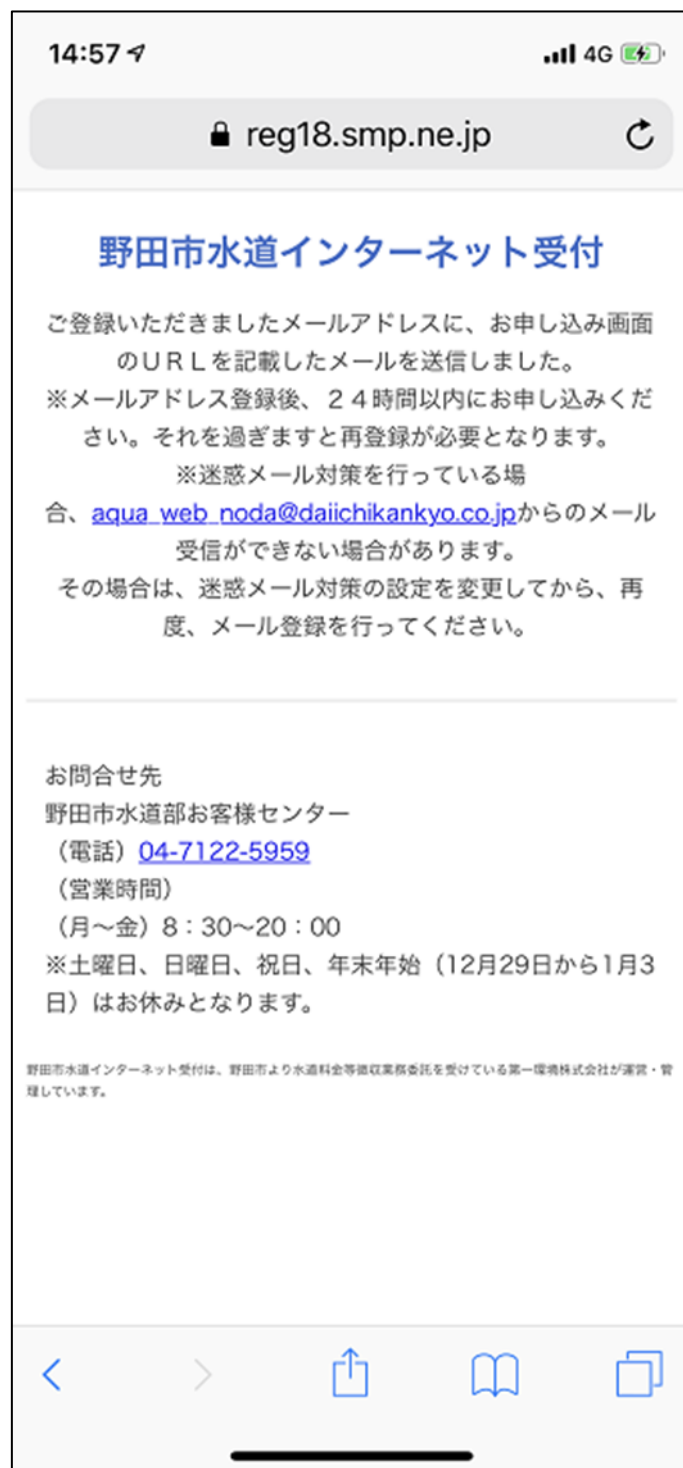 14:57
4G
reg18.smp.ne.jp
野田市水道インターネット受付
ご登録いただきましたメールアドレスに、お申し込み画面
のＵＲＬを記載したメールを送信しました。
※メールアドレス登録後、２４時間以内にお申し込みくだ
さい。それを過ぎますと再登録が必要となります。
※迷惑メール対策を行っている場
合、aqua_web_noda@daiichikankyo.co.jpからのメール
受信ができない場合があります。
その場合は、迷惑メール対策の設定を変更してから、再
度、メール登録を行ってください。
お問合せ先
野田市水道部お客様センター
（電話）04-7122-5959
（営業時間）
（月〜金）8：30〜20：00
※土曜日、日曜日、祝日、年末年始（12月29日から1月3
日）はお休みとなります。
野田市水道インターネット受付は、野田市より水道料金等徴収業務委託を受けている第一環境株式会社が運営・管
理しています。